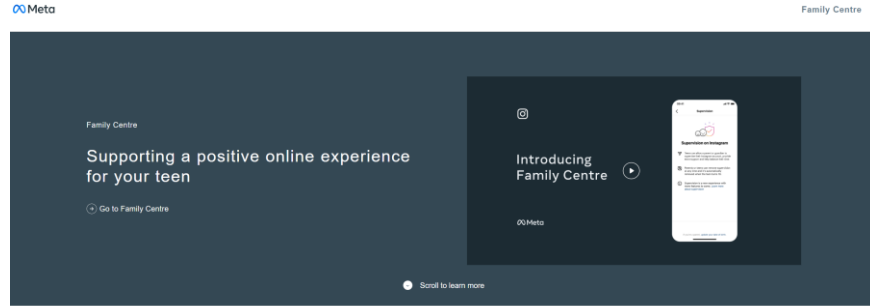 Meta
Family Centre
Family Centre
Supporting a positive online experience
for your teen
Go to Family Centre
Introducing
Family Centre
Meta
Supervision
Supervision on Instagram
Scroll to learn more